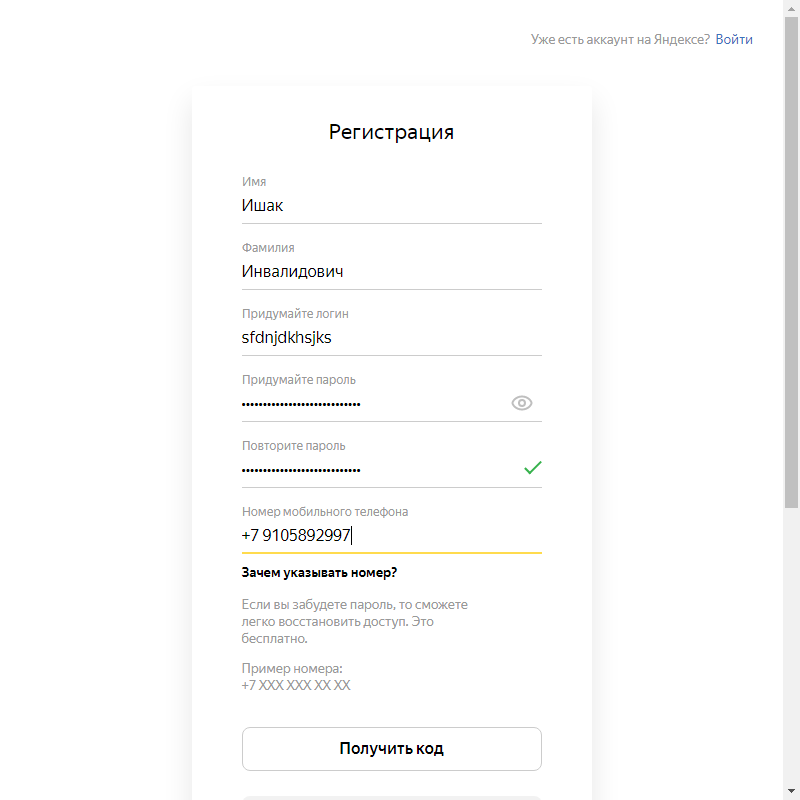 Уже есть аккаунт на Яндексе? Войти
Регистрация
Имя
Ишак
Фамилия
Инвалидович
Придумайте логин
sfdnjdkhsjks
Придумайте пароль
Повторите пароль
Номер мобильного телефона
+7 9105892997
Зачем указывать номер?
Если вы забудете пароль, то сможете
легко восстановить доступ. Это
бесплатно.
Пример номера:
+7 XXX XXX XX XX
Получить код